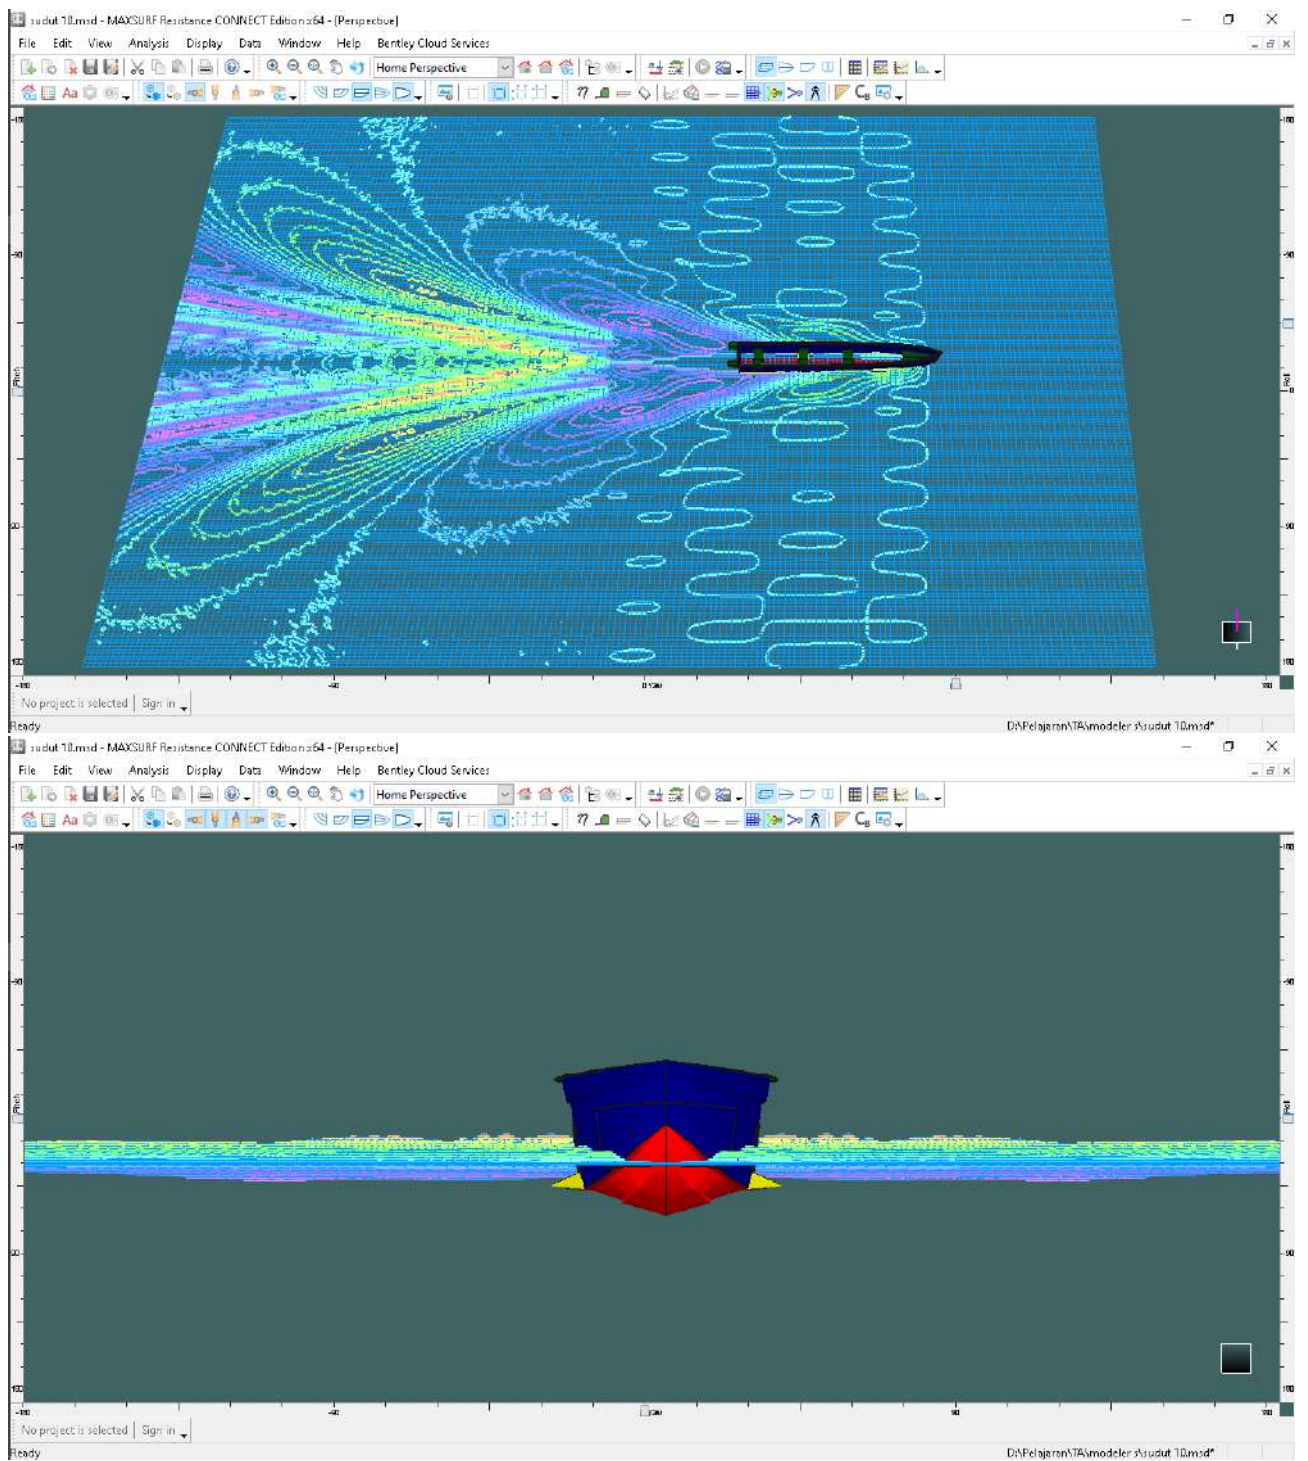 sudut 10.msd - MAXSURF Resistance CONNECT Edition x64 - [Perspective]
File Edit View Analysis Display Data Window Help Bentley Cloud Services
Home Perspective
Aa
No project is selected Sign in
Ready D:\Pelajaran\TA\modeler s\sudut 10.msd*
sudut 10.msd - MAXSURF Resistance CONNECT Edition x64 - [Perspective]
File Edit View Analysis Display Data Window Help Bentley Cloud Services
Home Perspective
Aa
No project is selected Sign in
Ready D:\Pelajaran\TA\modeler s\sudut 10.msd*